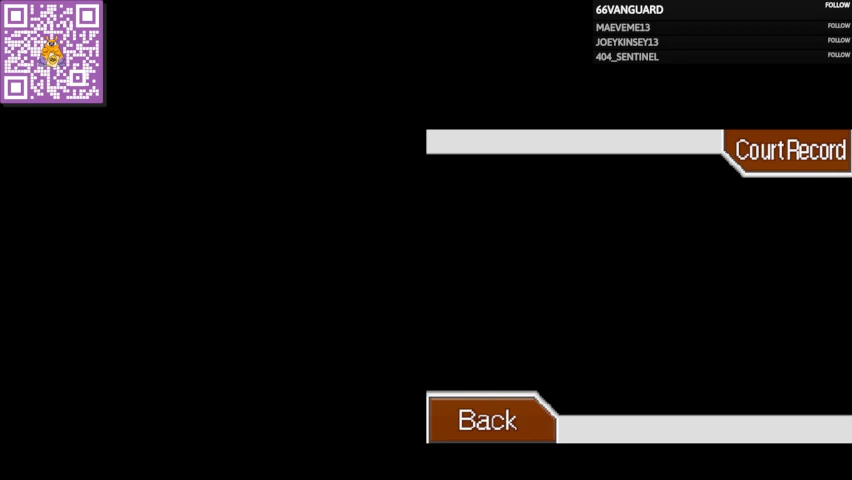 66VANGUARD FOLLOW
MAEVEME13 FOLLOW
JOEYKINSEY13 FOLLOW
404_SENTINEL FOLLOW
Court Record
Back